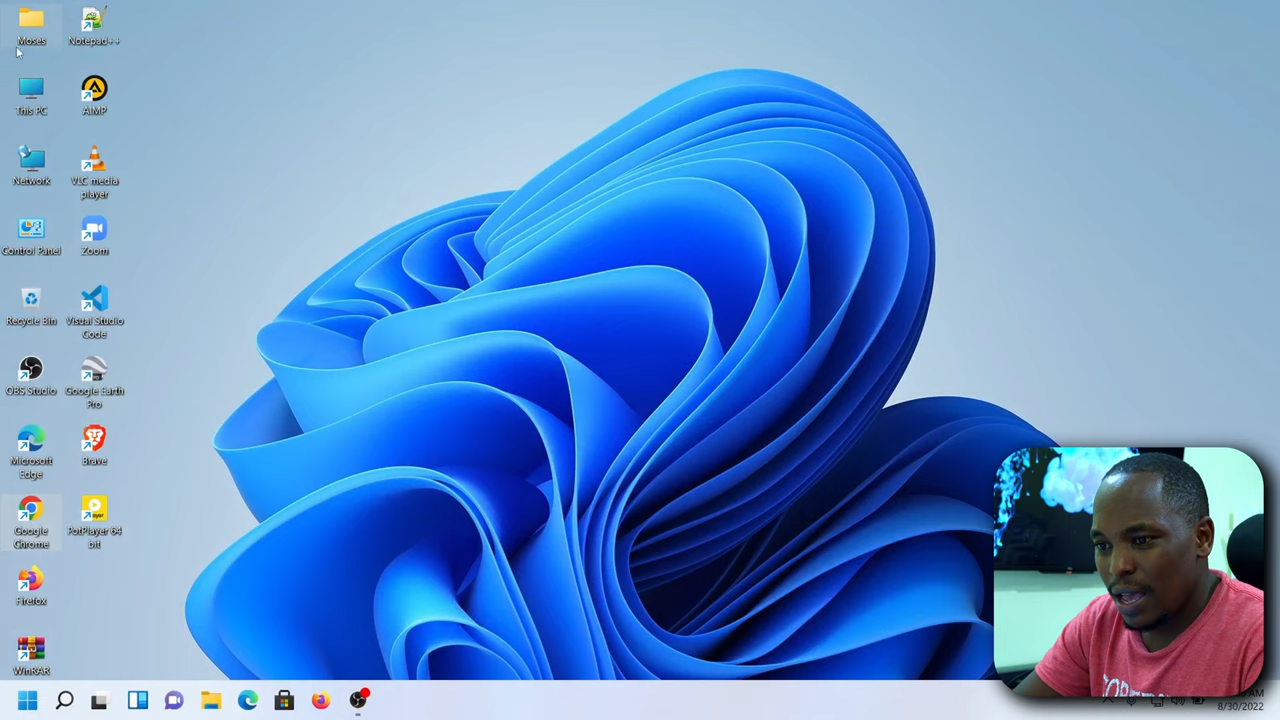 Moses
Notepad++
This PC
AIMP
Network
VLC media
player
Control Panel
Zoom
Recycle Bin
Visual Studio
Code
OBS Studio
Google Earth
Pro
Microsoft
Edge
Brave
Google
Chrome
PotPlayer 64
bit
Firefox
WinRAR
AM
8/30/2022